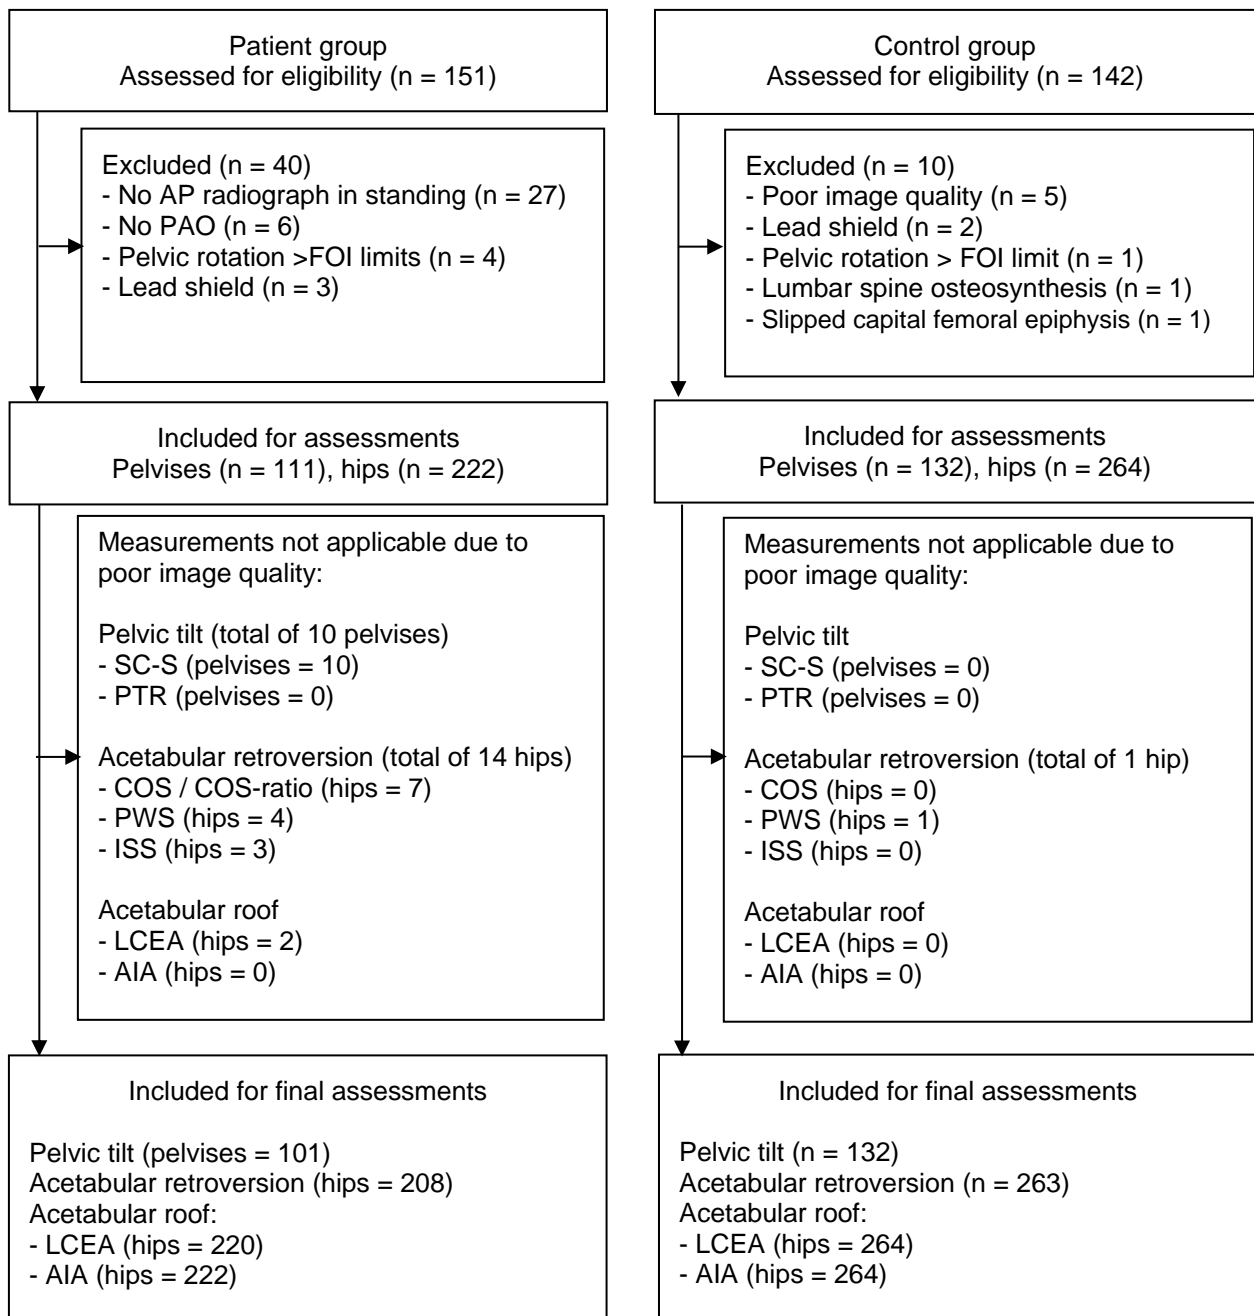 Patient group
Assessed for eligibility (n = 151)
Excluded (n = 40)
- No AP radiograph in standing (n = 27)
- No PAO (n = 6)
- Pelvic rotation >FOI limits (n = 4)
- Lead shield (n = 3)
Included for assessments
Pelvises (n = 111), hips (n = 222)
Measurements not applicable due to
poor image quality:
Pelvic tilt (total of 10 pelvises)
- SC-S (pelvises = 10)
- PTR (pelvises = 0)
Acetabular retroversion (total of 14 hips)
- COS / COS-ratio (hips = 7)
- PWS (hips = 4)
- ISS (hips = 3)
Acetabular roof
- LCEA (hips = 2)
- AIA (hips = 0)
Included for final assessments
Pelvic tilt (pelvises = 101)
Acetabular retroversion (hips = 208)
Acetabular roof:
- LCEA (hips = 220)
- AIA (hips = 222)
Control group
Assessed for eligibility (n = 142)
Excluded (n = 10)
- Poor image quality (n = 5)
- Lead shield (n = 2)
- Pelvic rotation > FOI limit (n = 1)
- Lumbar spine osteosynthesis (n = 1)
- Slipped capital femoral epiphysis (n = 1)
Included for assessments
Pelvises (n = 132), hips (n = 264)
Measurements not applicable due to
poor image quality:
Pelvic tilt
- SC-S (pelvises = 0)
- PTR (pelvises = 0)
Acetabular retroversion (total of 1 hip)
- COS (hips = 0)
- PWS (hips = 1)
- ISS (hips = 0)
Acetabular roof
- LCEA (hips = 0)
- AIA (hips = 0)
Included for final assessments
Pelvic tilt (n = 132)
Acetabular retroversion (n = 263)
Acetabular roof:
- LCEA (hips = 264)
- AIA (hips = 264)